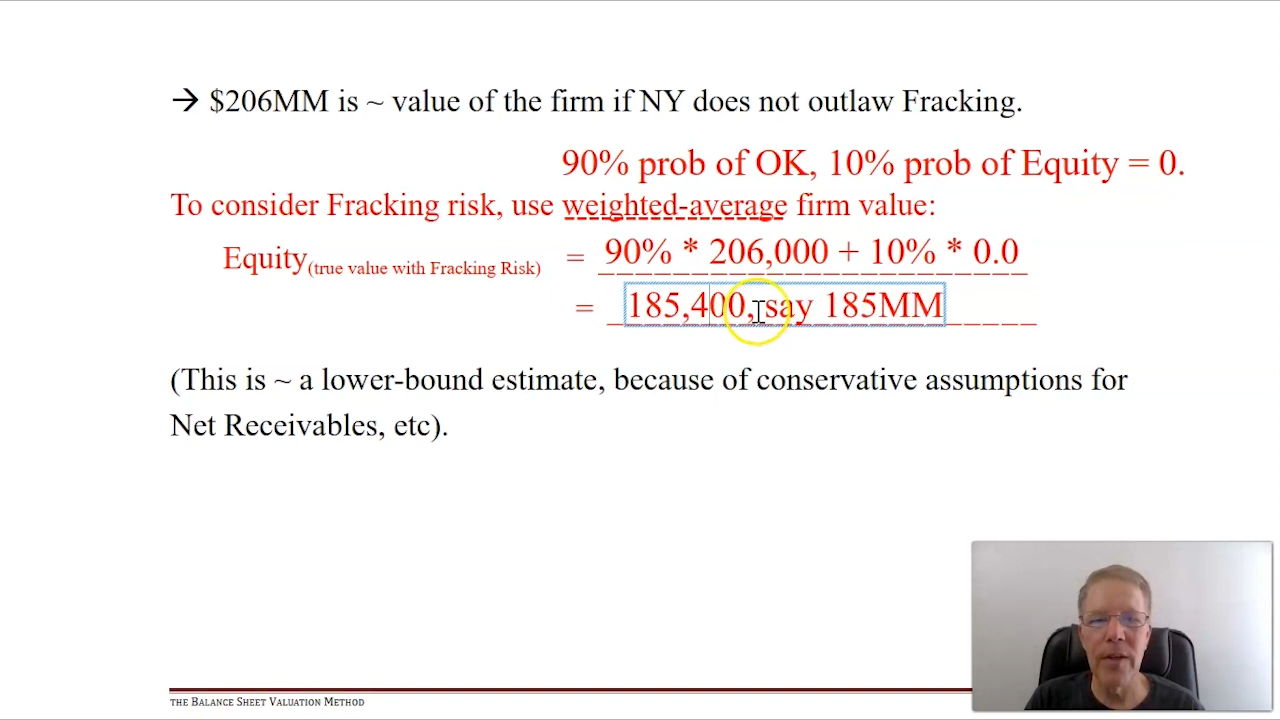 → $206MM is ~ value of the firm if NY does not outlaw Fracking.
90% prob of OK, 10% prob of Equity = 0.
To consider Fracking risk, use weighted-average firm value:
Equity(true value with Fracking Risk) = 90% * 206,000 + 10% * 0.0
= 185,400, say 185MM
(This is ~ a lower-bound estimate, because of conservative assumptions for
Net Receivables, etc).
THE BALANCE SHEET VALUATION METHOD